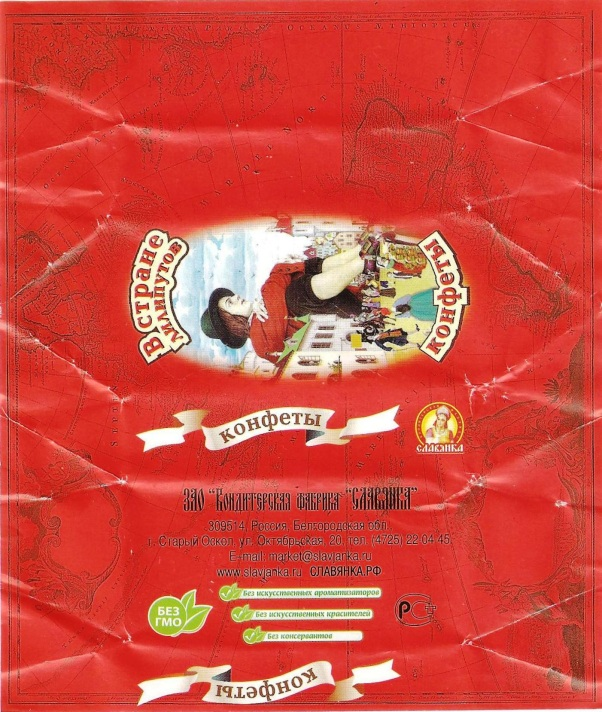 В стране
лилипутов
конфеты
конфеты
СЛАВЯНКА
ЗАО "Кондитерская фабрика "СЛАВЯНКА"
309514, Россия, Белгородская обл.,
г. Старый Оскол, ул. Октябрьская, 20, тел. (4725) 22-04-45,
E-mail: market@slavjanka.ru
www.slavjanka.ru СЛАВЯНКА.РФ
БЕЗ
ГМО
Без искусственных ароматизаторов
Без искусственных красителей
Без консервантов
РСТ
конфеты